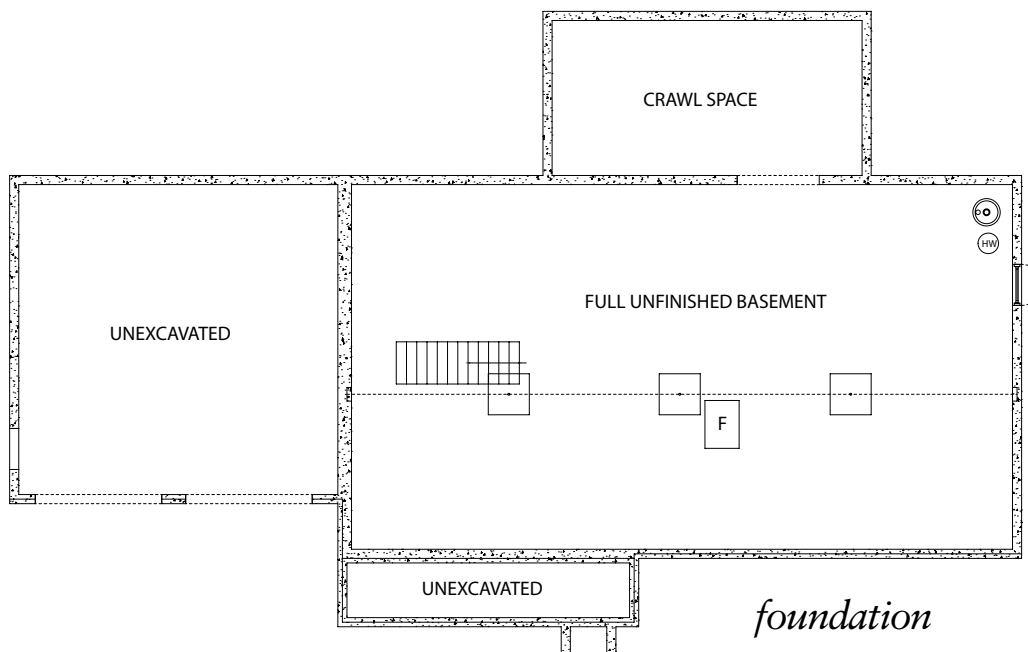 CRAWL SPACE
HW
FULL UNFINISHED BASEMENT
UNEXCAVATED
F
UNEXCAVATED
foundation